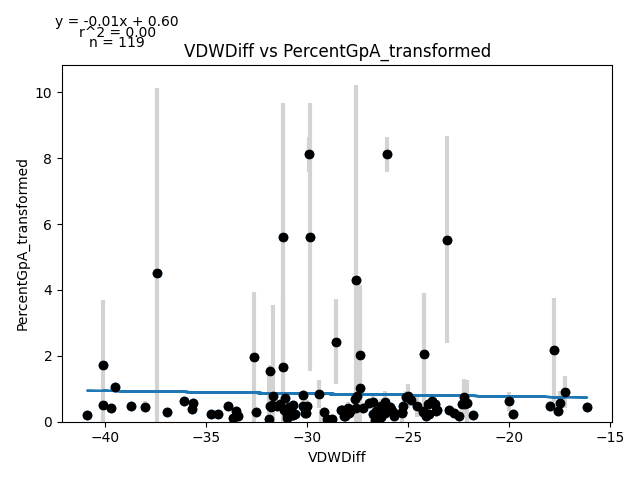 y = -0.01x + 0.60
r^2 = 0.00
n = 119
VDWDiff vs PercentGpA_transformed
PercentGpA_transformed
10
8
6
4
2
0
−40
−35
−30
−25
−20
−15
VDWDiff